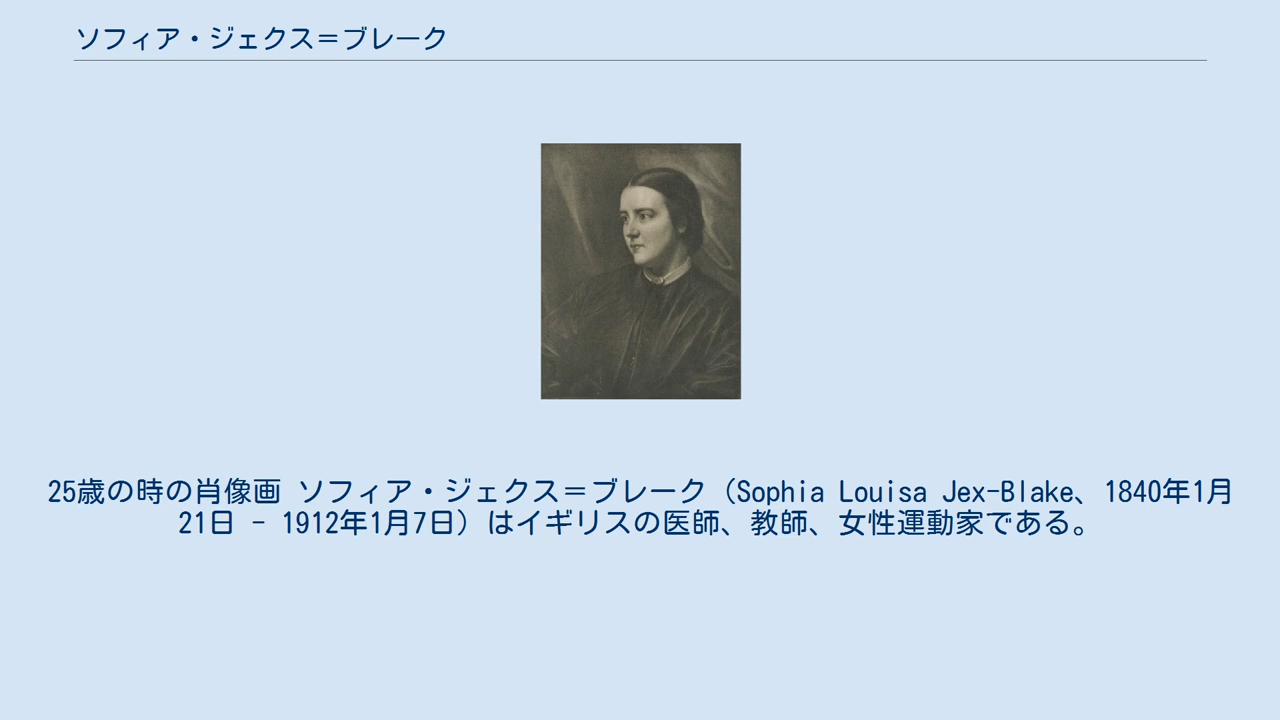 ソフィア・ジェクス＝ブレーク
25歳の時の肖像画 ソフィア・ジェクス＝ブレーク（Sophia Louisa Jex-Blake、1840年1月
21日 - 1912年1月7日）はイギリスの医師、教師、女性運動家である。